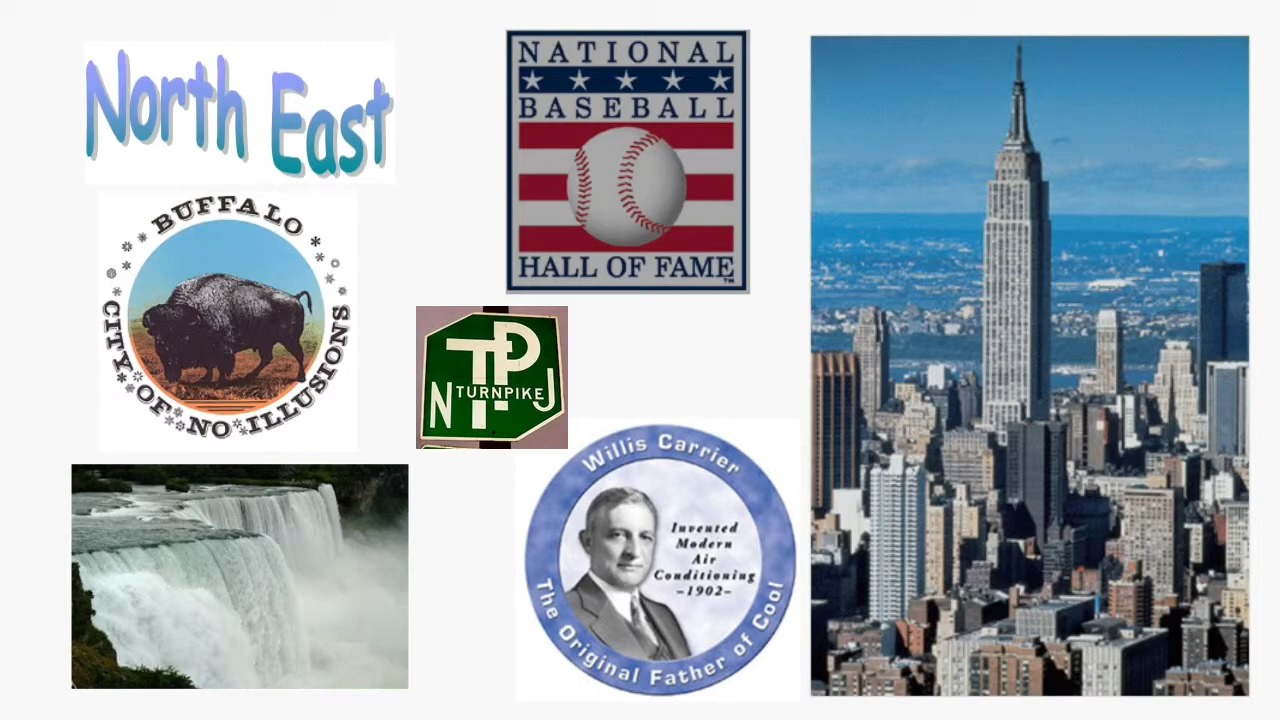 North East
BUFFALO
CITY OF NO ILLUSIONS
NATIONAL
BASEBALL
HALL OF FAME™
TP
N TURNPIKE J
Willis Carrier
Invented
Modern
Air
Conditioning
-1902-
The Original Father of Cool